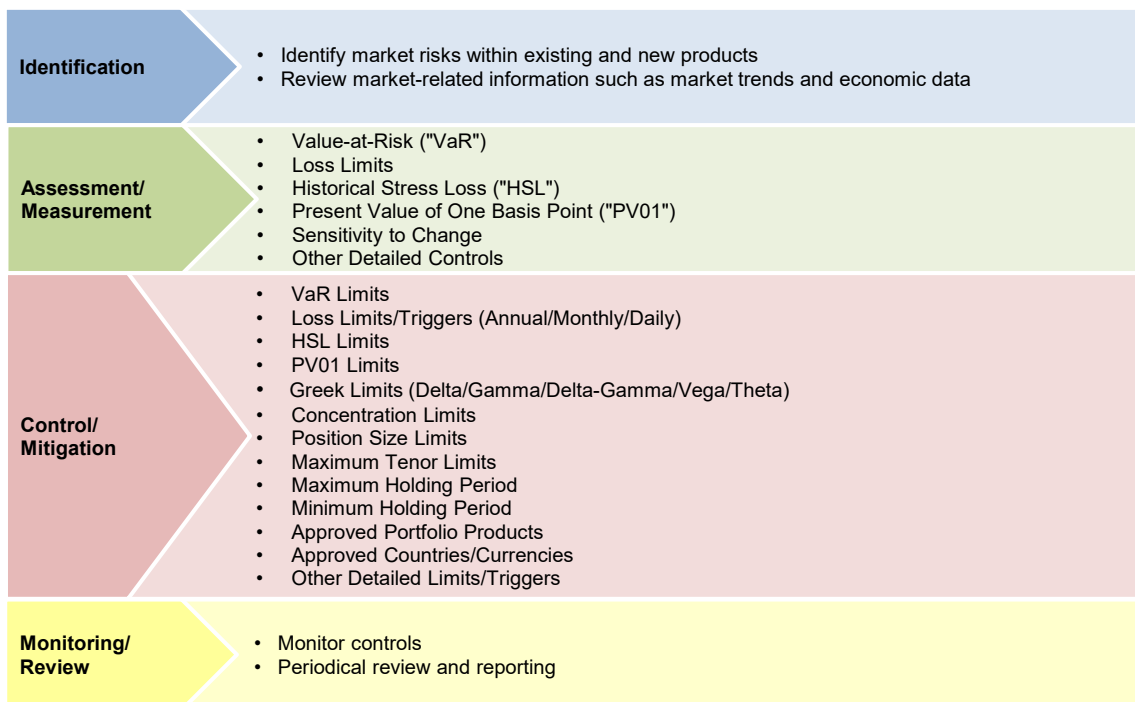 Identification
• Identify market risks within existing and new products
• Review market-related information such as market trends and economic data
Assessment/
Measurement
• Value-at-Risk ("VaR")
• Loss Limits
• Historical Stress Loss ("HSL")
• Present Value of One Basis Point ("PV01")
• Sensitivity to Change
• Other Detailed Controls
Control/
Mitigation
• VaR Limits
• Loss Limits/Triggers (Annual/Monthly/Daily)
• HSL Limits
• PV01 Limits
• Greek Limits (Delta/Gamma/Delta-Gamma/Vega/Theta)
• Concentration Limits
• Position Size Limits
• Maximum Tenor Limits
• Maximum Holding Period
• Minimum Holding Period
• Approved Portfolio Products
• Approved Countries/Currencies
• Other Detailed Limits/Triggers
Monitoring/
Review
• Monitor controls
• Periodical review and reporting